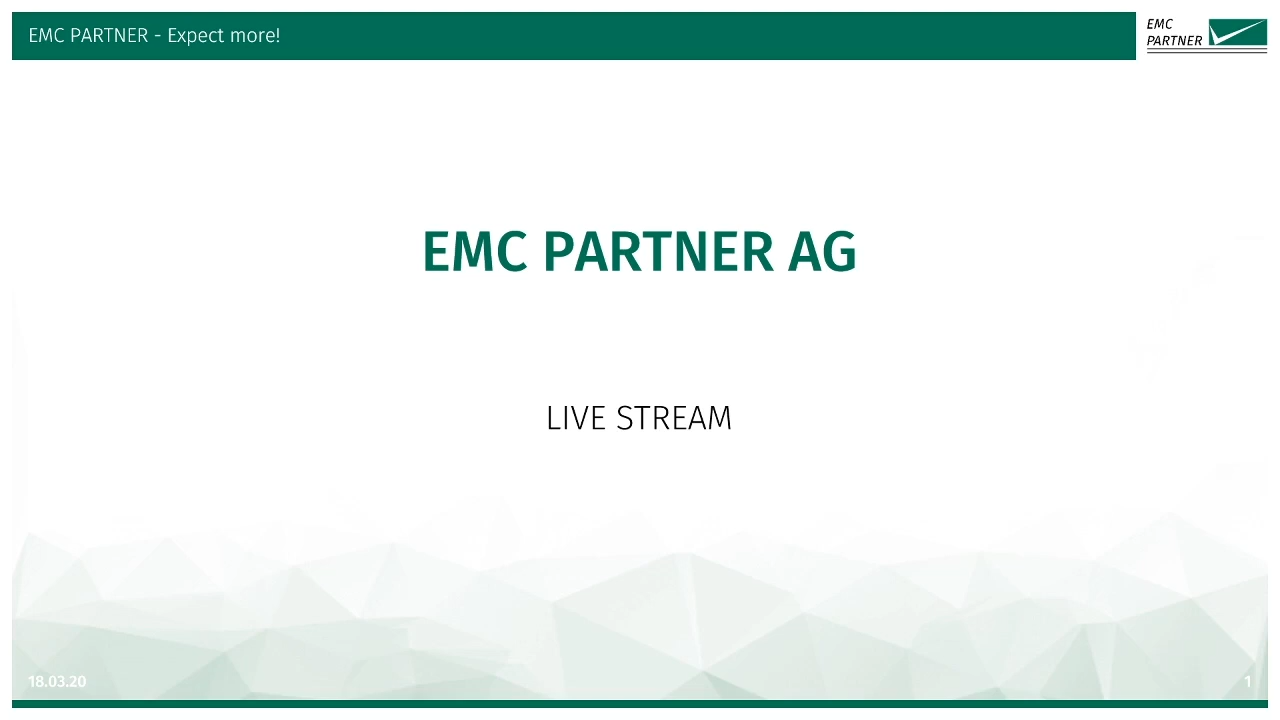 EMC PARTNER - Expect more!
EMC
PARTNER
EMC PARTNER AG
LIVE STREAM
18.03.20
1